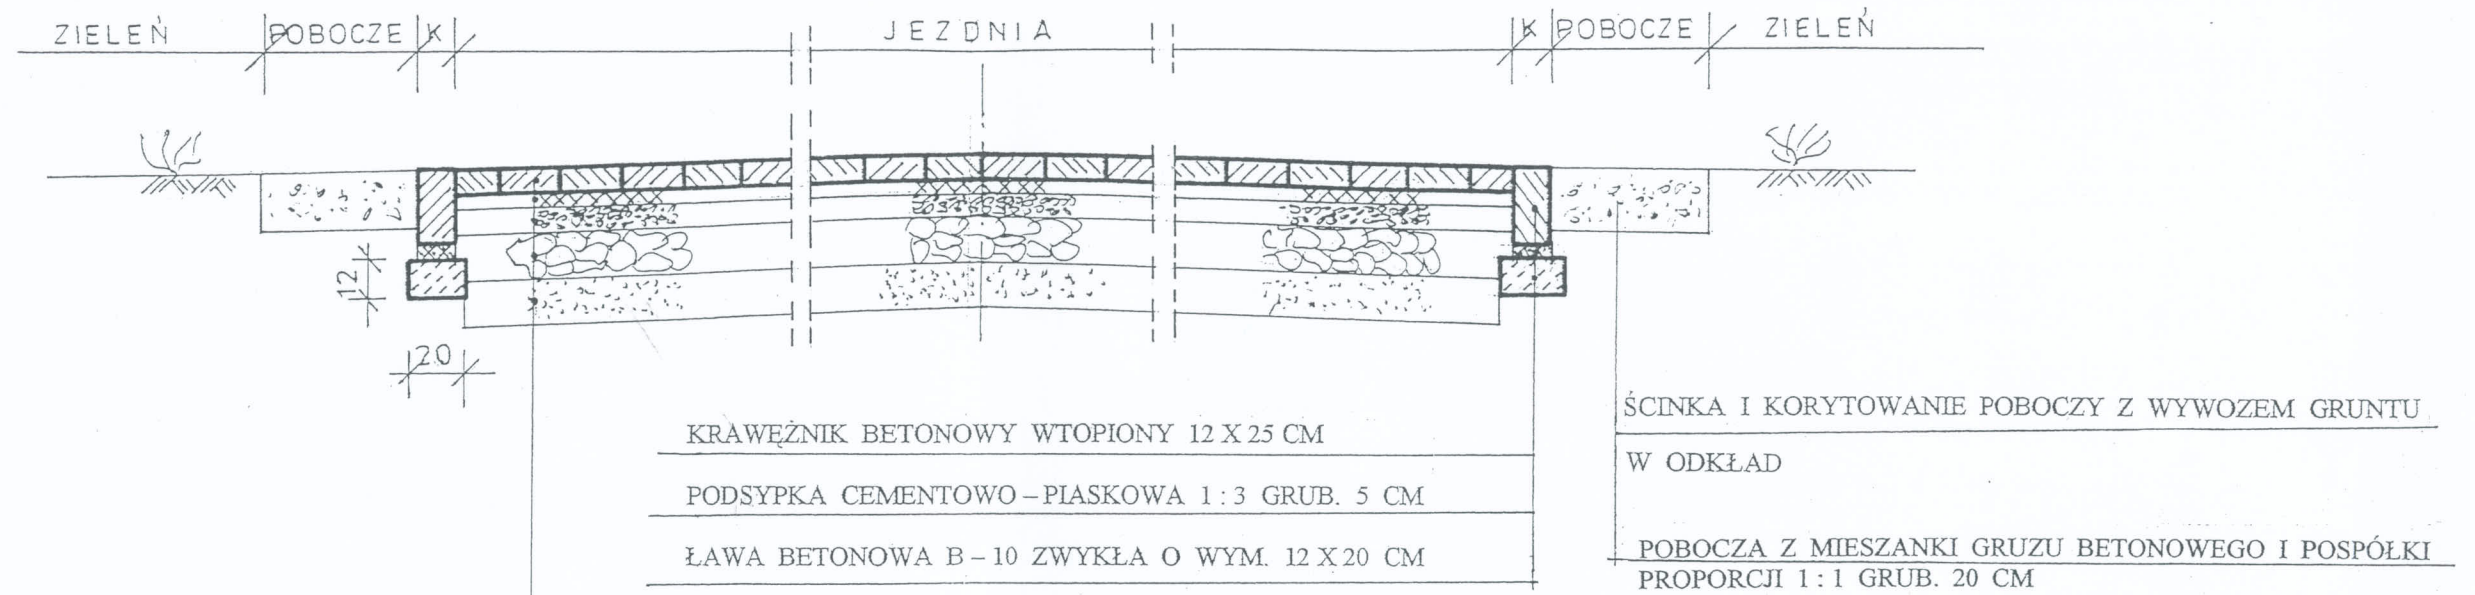 ZIELEŃ POBOCZE K JEZDNIA K POBOCZE ZIELEŃ
12
20
KRAWĘŻNIK BETONOWY WTOPIONY 12 X 25 CM
PODSYPKA CEMENTOWO – PIASKOWA 1 : 3 GRUB. 5 CM
ŁAWA BETONOWA B – 10 ZWYKŁA O WYM. 12 X 20 CM
ŚCINKA I KORYTOWANIE POBOCZY Z WYWOZEM GRUNTU
W ODKŁAD
POBOCZA Z MIESZANKI GRUZU BETONOWEGO I POSPÓŁKI
PROPORCJI 1 : 1 GRUB. 20 CM